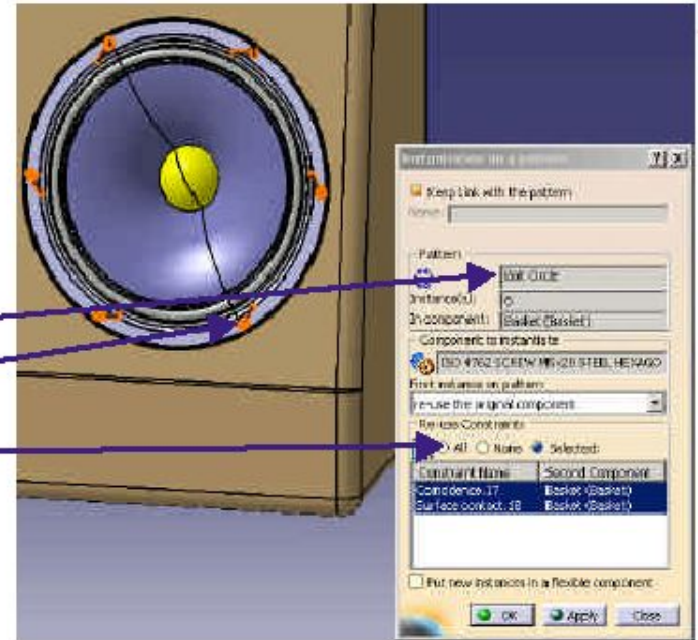 Instantiation on a pattern
Keep Link with the pattern
Name:
Pattern
Circle
Instance(s):
In component: Basket (Basket)
Component to instantiate
ISO 4762 SCREW STEEL HEXAGO
First instance on pattern
re-use the original component
Re-use Constraints
All None Selected:
Constraint Name Second Component
Coincidence.17 Basket (Basket)
Surface contact.18 Basket (Basket)
Put new instances in a flexible component
OK Apply Close